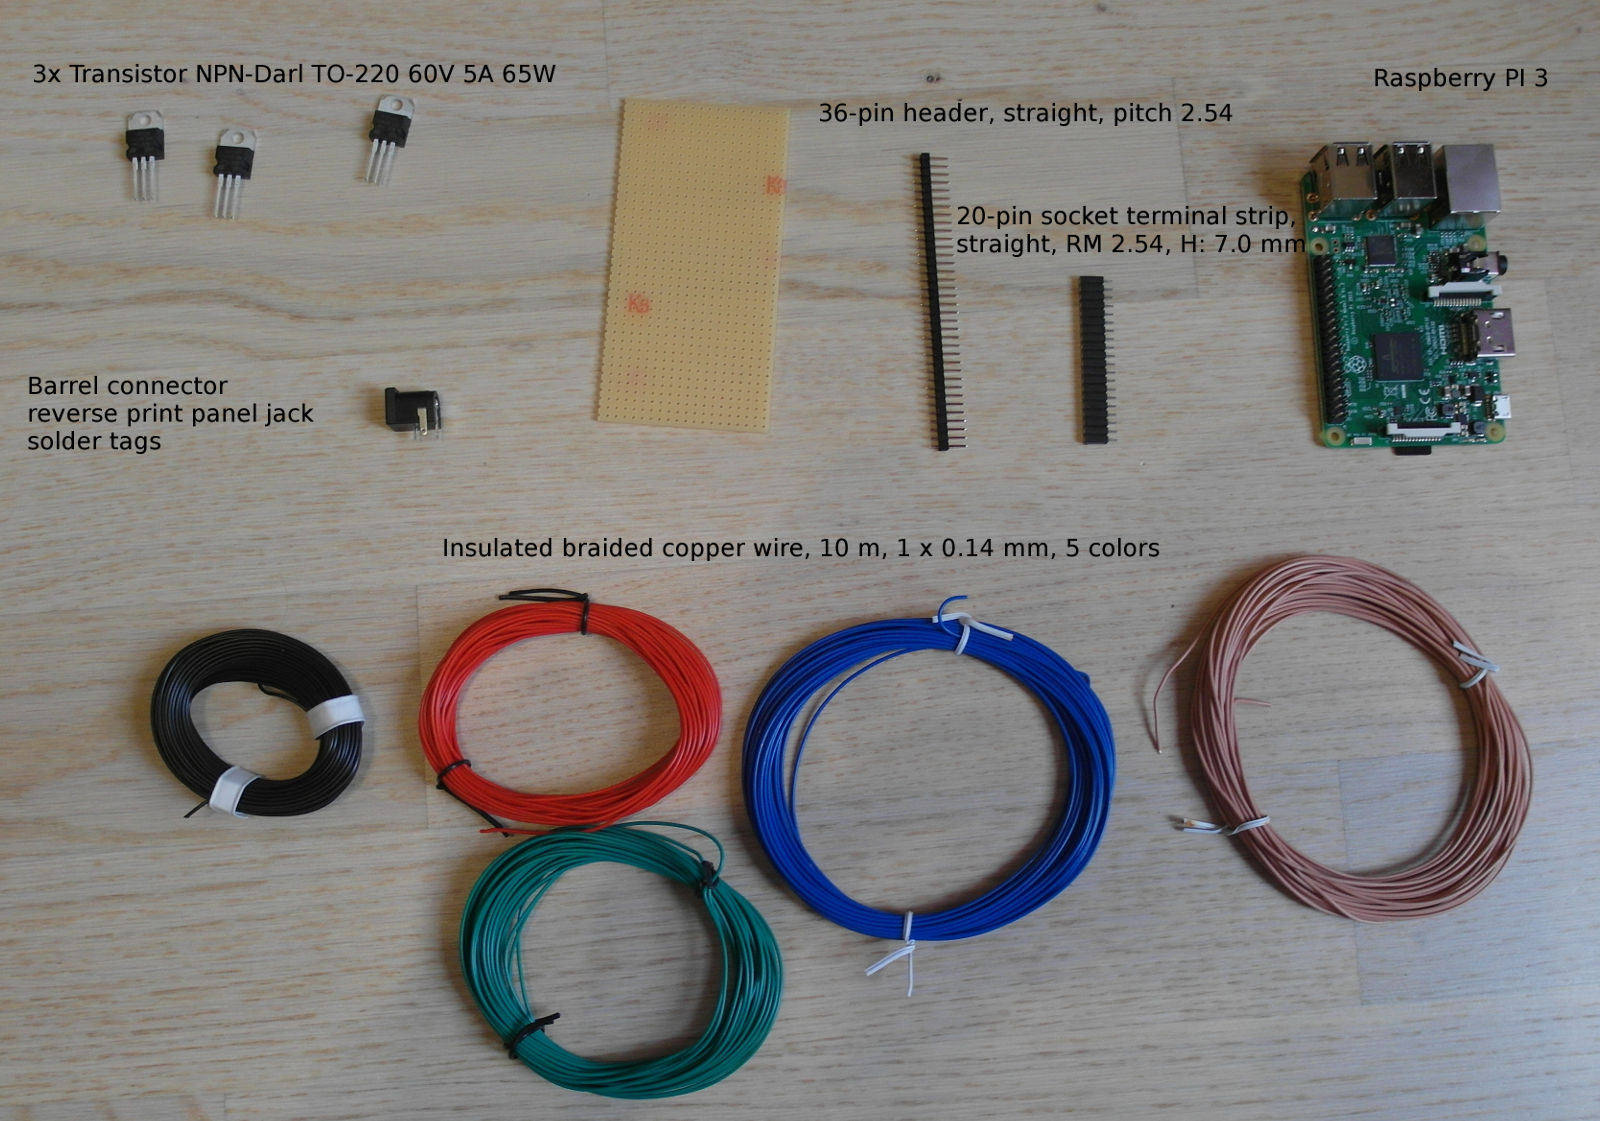 3x Transistor NPN-Darl TO-220 60V 5A 65W
Raspberry PI 3
36-pin header, straight, pitch 2.54
20-pin socket terminal strip,
straight, RM 2.54, H: 7.0 mm
Barrel connector
reverse print panel jack
solder tags
Insulated braided copper wire, 10 m, 1 x 0.14 mm, 5 colors